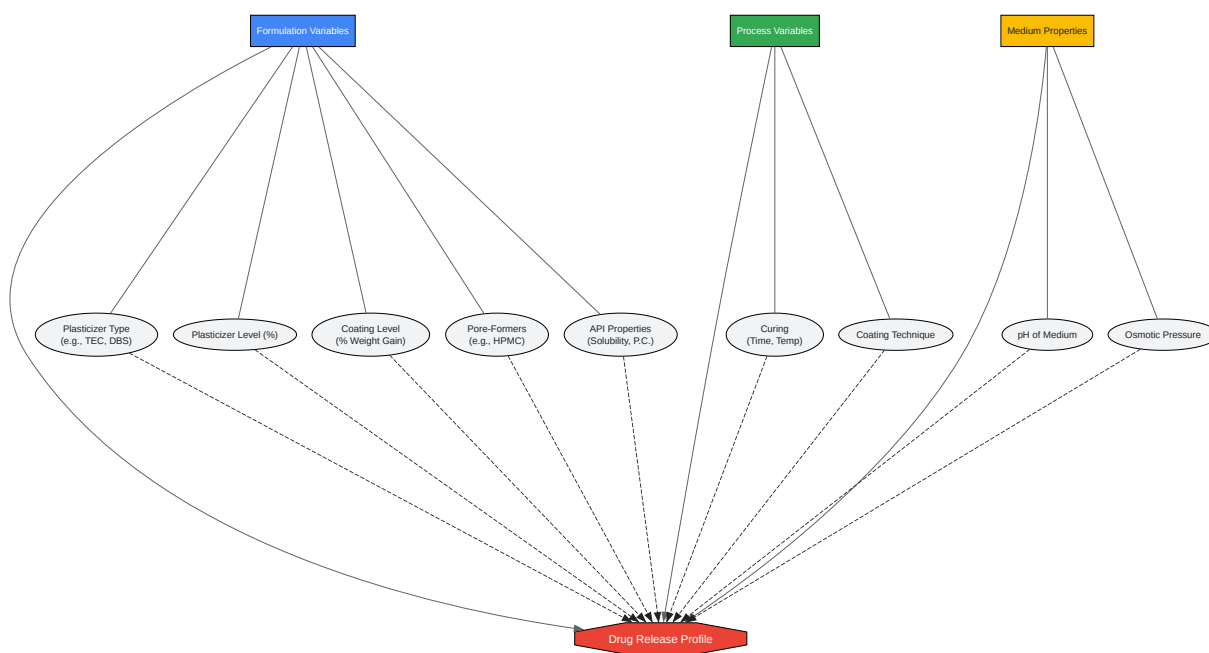 Formulation Variables
Process Variables
Medium Properties
Plasticizer Type
(e.g., TEC, DBS)
Plasticizer Level (%)
Coating Level
(% Weight Gain)
Pore-Formers
(e.g., HPMC)
API Properties
(Solubility, P.C.)
Curing
(Time, Temp)
Coating Technique
pH of Medium
Osmotic Pressure
Drug Release Profile